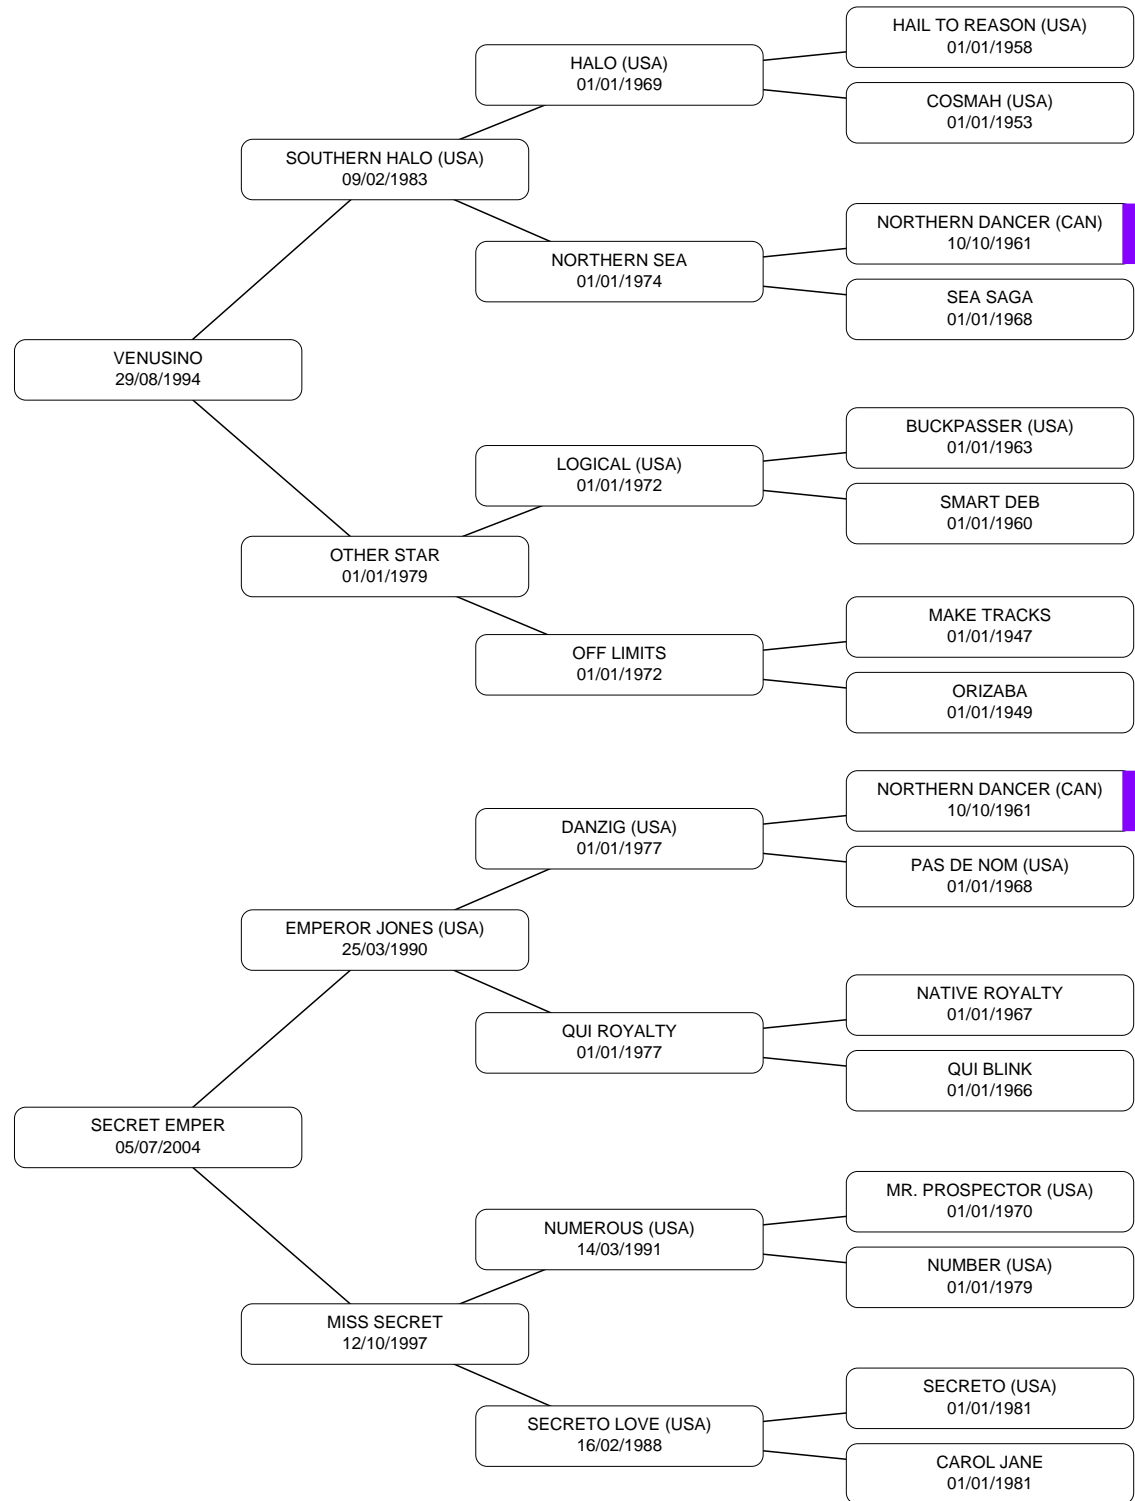 HAIL TO REASON (USA)
01/01/1958
HALO (USA)
01/01/1969
COSMAH (USA)
01/01/1953
SOUTHERN HALO (USA)
09/02/1983
NORTHERN DANCER (CAN)
10/10/1961
NORTHERN SEA
01/01/1974
SEA SAGA
01/01/1968
VENUSINO
29/08/1994
BUCKPASSER (USA)
01/01/1963
LOGICAL (USA)
01/01/1972
SMART DEB
01/01/1960
OTHER STAR
01/01/1979
MAKE TRACKS
01/01/1947
OFF LIMITS
01/01/1972
ORIZABA
01/01/1949
NORTHERN DANCER (CAN)
10/10/1961
DANZIG (USA)
01/01/1977
PAS DE NOM (USA)
01/01/1968
EMPEROR JONES (USA)
25/03/1990
NATIVE ROYALTY
01/01/1967
QUI ROYALTY
01/01/1977
QUI BLINK
01/01/1966
SECRET EMPER
05/07/2004
MR. PROSPECTOR (USA)
01/01/1970
NUMEROUS (USA)
14/03/1991
NUMBER (USA)
01/01/1979
MISS SECRET
12/10/1997
SECRETO (USA)
01/01/1981
SECRETO LOVE (USA)
16/02/1988
CAROL JANE
01/01/1981